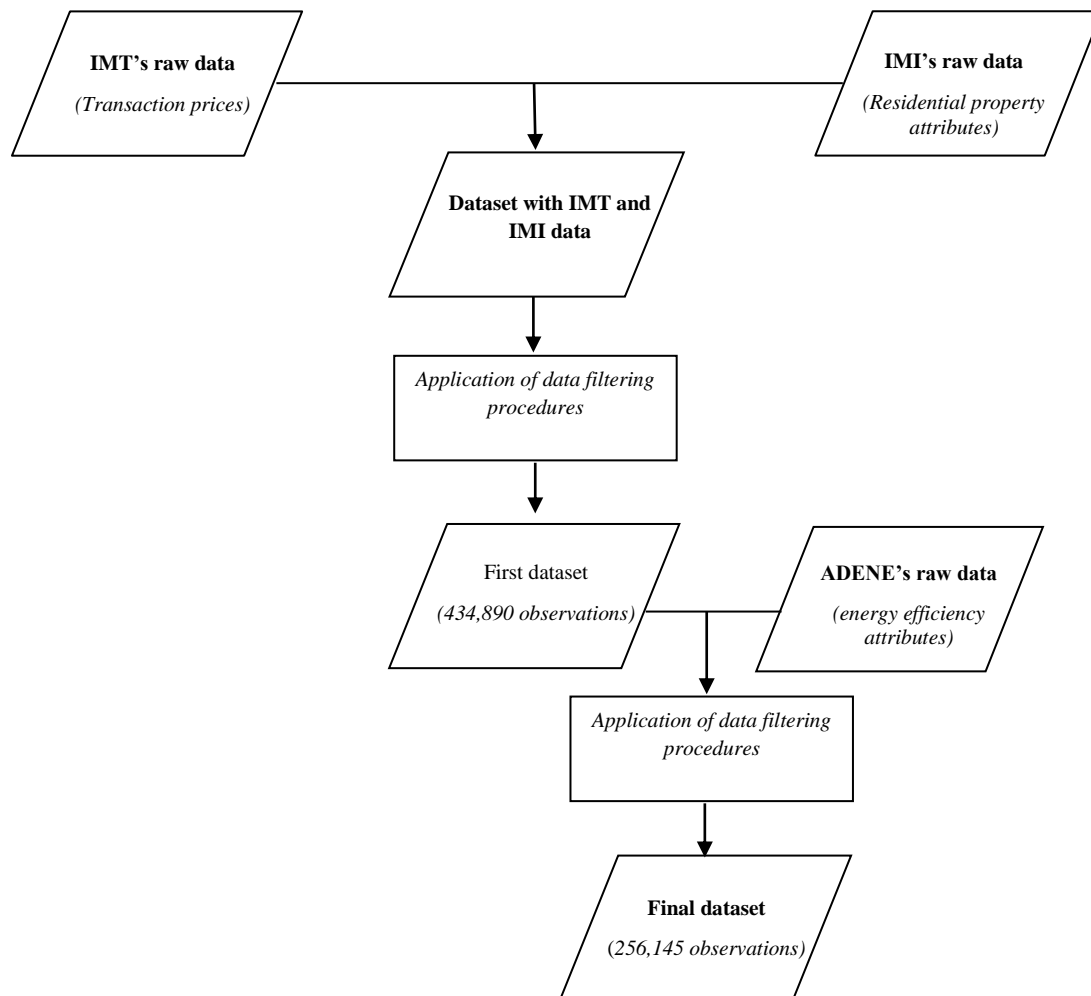 IMT’s raw data
(Transaction prices)
IMI’s raw data
(Residential property
attributes)
Dataset with IMT and
IMI data
Application of data filtering
procedures
First dataset
(434,890 observations)
ADENE’s raw data
(energy efficiency
attributes)
Application of data filtering
procedures
Final dataset
(256,145 observations)